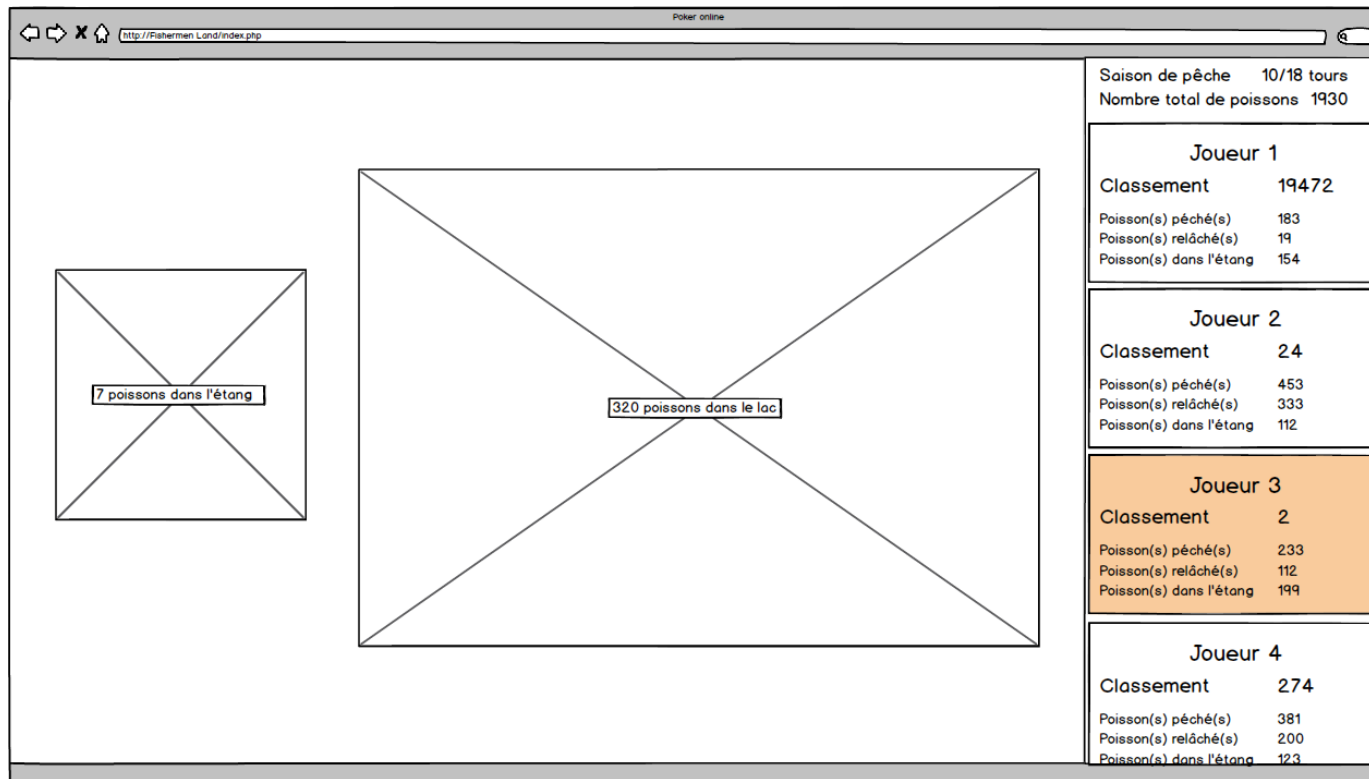 Poker online
http://Fishermen Land/index.php
7 poissons dans l'étang
320 poissons dans le lac
Saison de pêche 10/18 tours
Nombre total de poissons 1930
Joueur 1
Classement 19472
Poisson(s) péché(s) 183
Poisson(s) relâché(s) 19
Poisson(s) dans l'étang 154
Joueur 2
Classement 24
Poisson(s) péché(s) 453
Poisson(s) relâché(s) 333
Poisson(s) dans l'étang 112
Joueur 3
Classement 2
Poisson(s) péché(s) 233
Poisson(s) relâché(s) 112
Poisson(s) dans l'étang 199
Joueur 4
Classement 274
Poisson(s) péché(s) 381
Poisson(s) relâché(s) 200
Poisson(s) dans l'étang 123